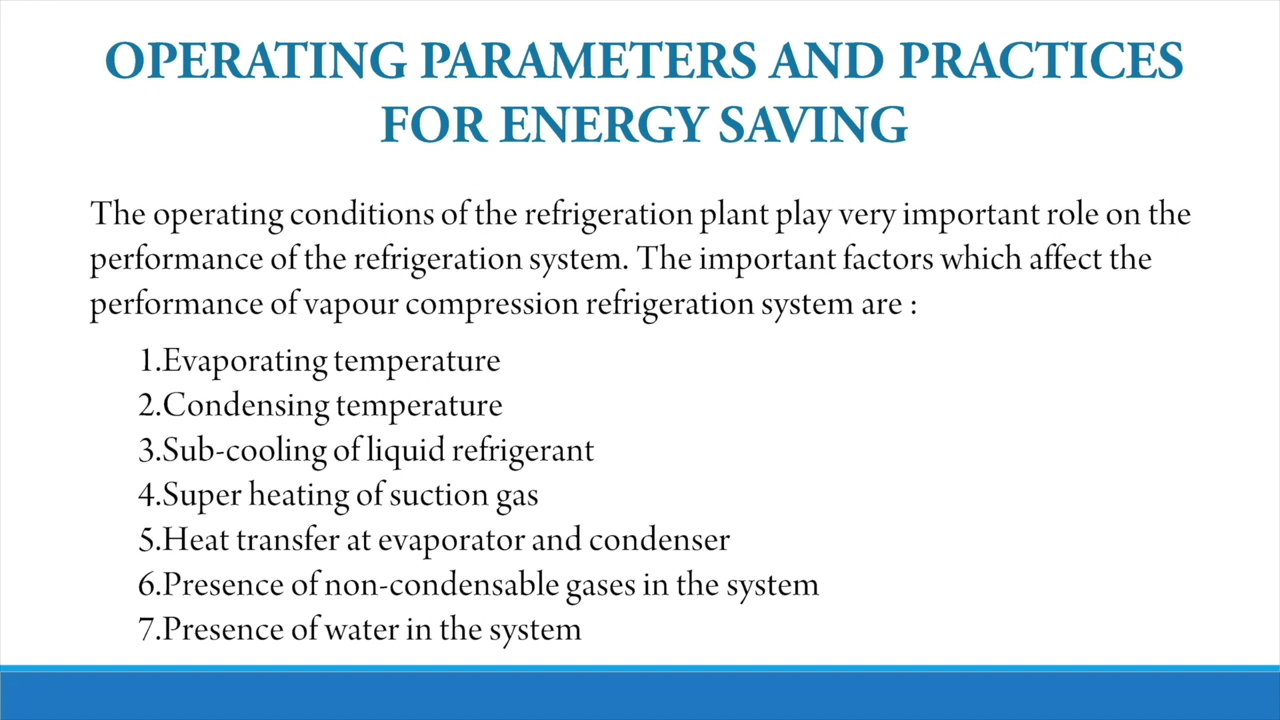 OPERATING PARAMETERS AND PRACTICES
FOR ENERGY SAVING
The operating conditions of the refrigeration plant play very important role on the
performance of the refrigeration system. The important factors which affect the
performance of vapour compression refrigeration system are :
1.Evaporating temperature
2.Condensing temperature
3.Sub-cooling of liquid refrigerant
4.Super heating of suction gas
5.Heat transfer at evaporator and condenser
6.Presence of non-condensable gases in the system
7.Presence of water in the system